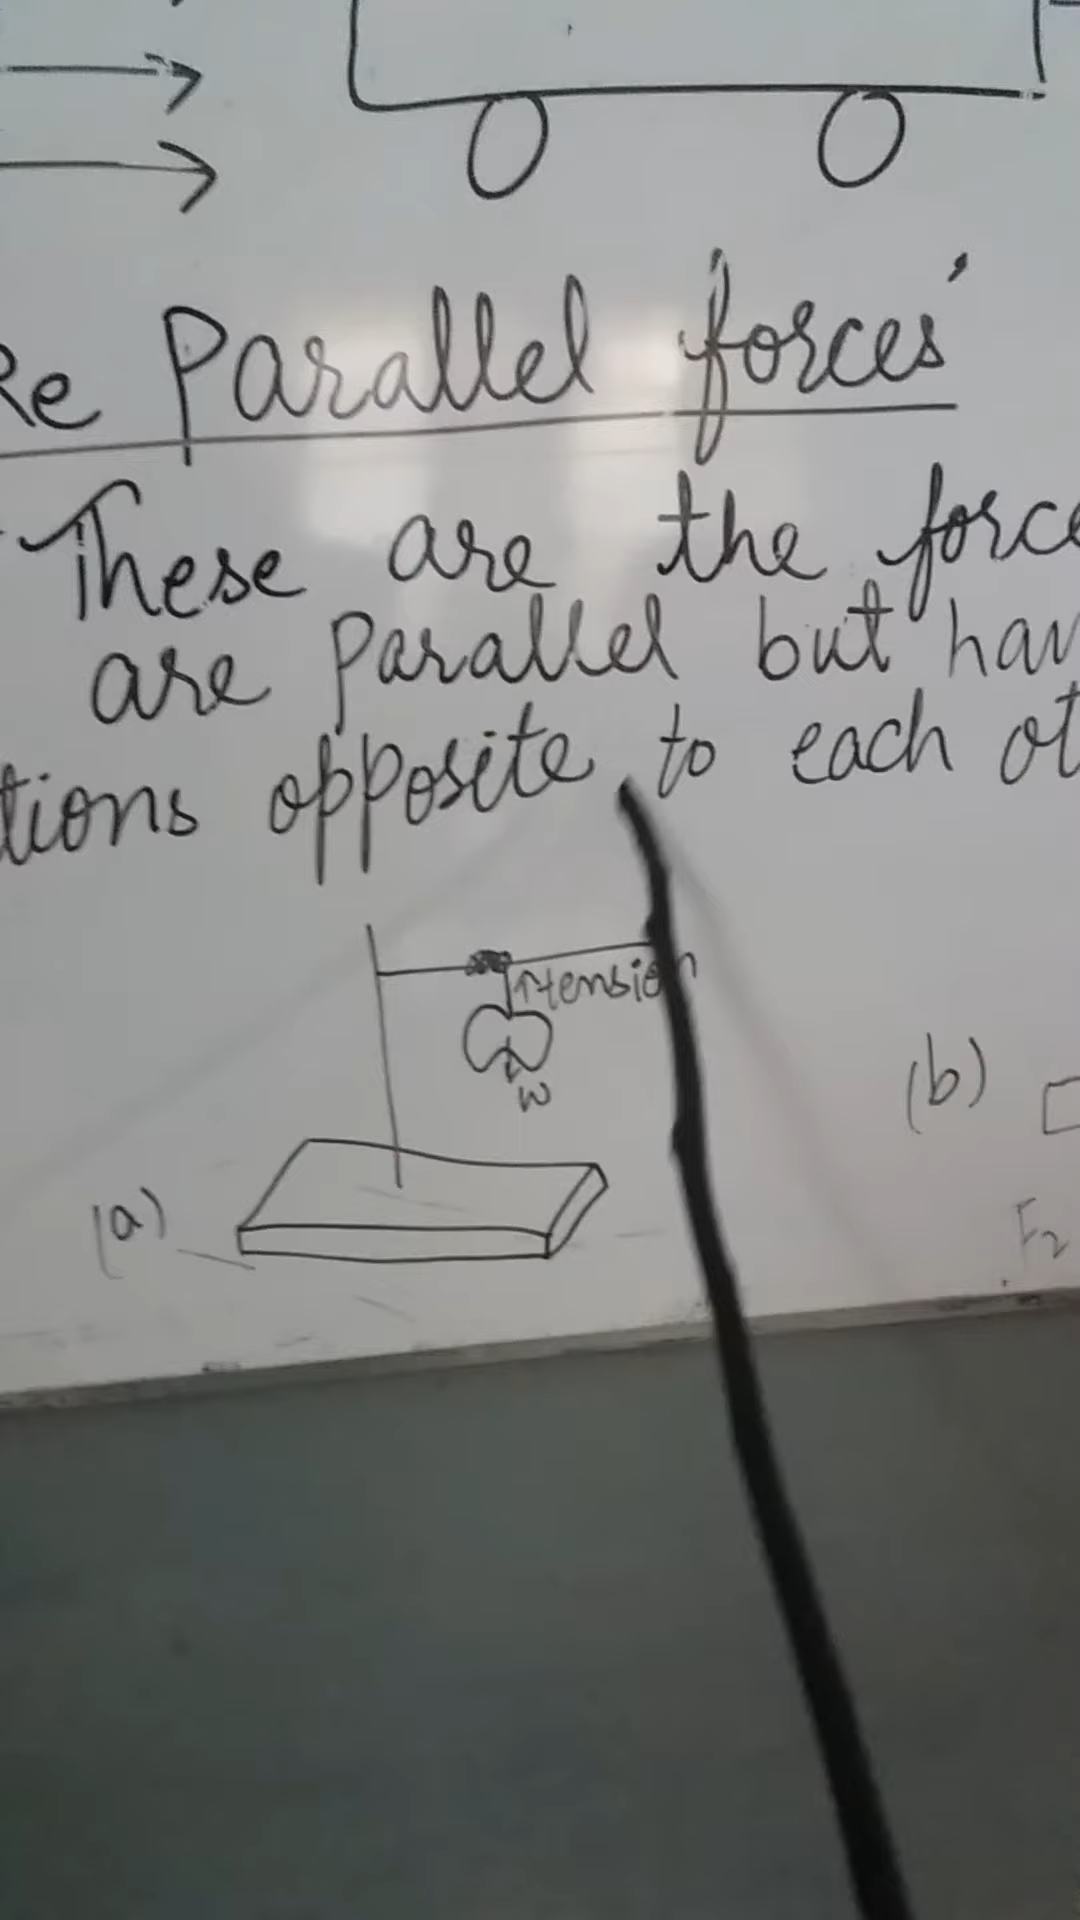 Parallel forces'
These are the
are Parallel but
opposite to each
tension
W
(b)
(a)
F2